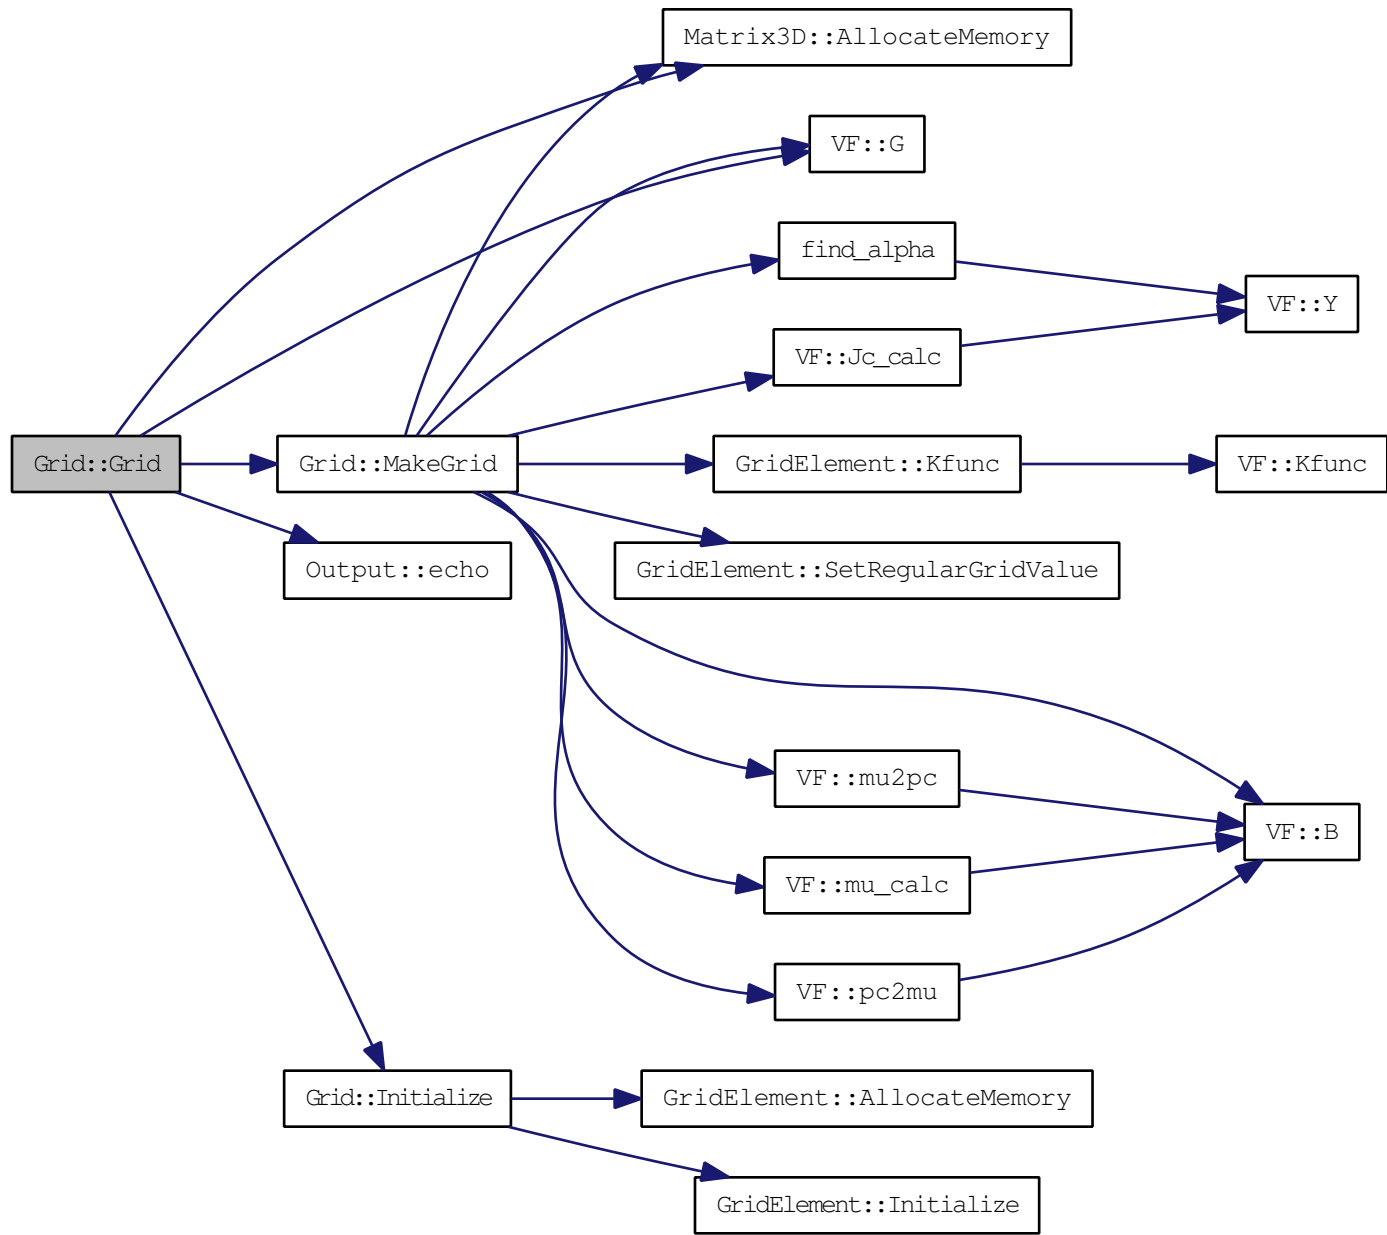 Matrix3D::AllocateMemory
VF::G
find_alpha
VF::Y
VF::Jc_calc
Grid::Grid
Grid::MakeGrid
GridElement::Kfunc
VF::Kfunc
Output::echo
GridElement::SetRegularGridValue
VF::mu2pc
VF::B
VF::mu_calc
VF::pc2mu
Grid::Initialize
GridElement::AllocateMemory
GridElement::Initialize